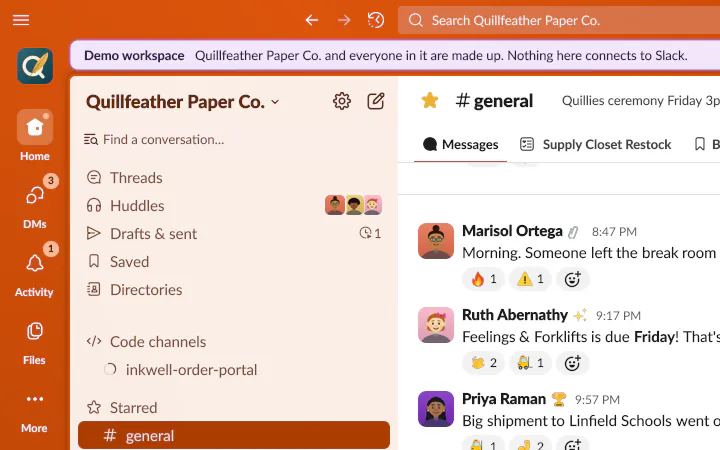 Search Quillfeather Paper Co.
Demo workspace Quillfeather Paper Co. and everyone in it are made up. Nothing here connects to Slack.
Home
3
DMs
1
Activity
Files
More
Quillfeather Paper Co.
Find a conversation...
Threads
Huddles
Drafts & sent 1
Saved
Directories
Code channels
inkwell-order-portal
Starred
# general
# general Quillies ceremony Friday 3p
Messages Supply Closet Restock B
Marisol Ortega 8:47 PM
Morning. Someone left the break room
1 1
Ruth Abernathy 9:17 PM
Feelings & Forklifts is due Friday! That's
2 1
Priya Raman 9:57 PM
Big shipment to Linfield Schools went o
1 2